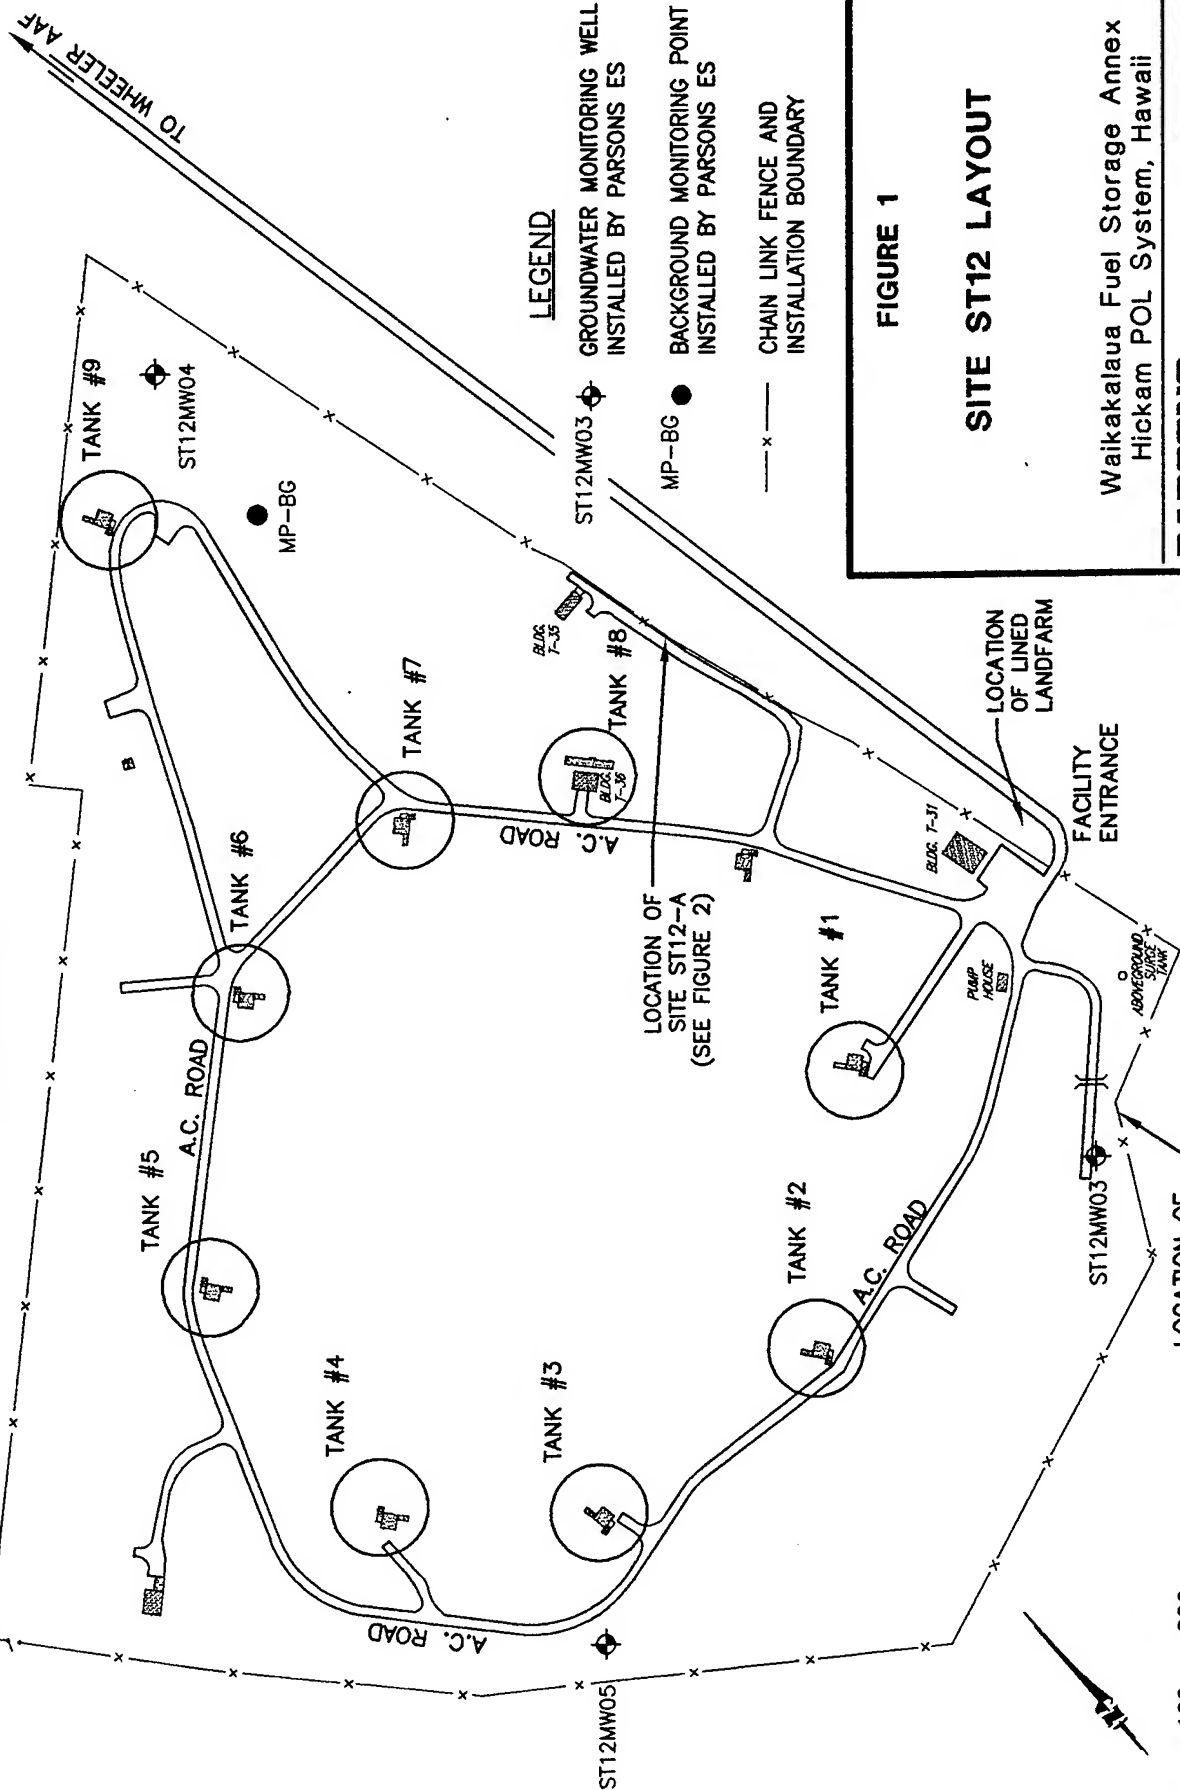 TO WHEELER AAF
TANK #9
ST12MW04
MP-BG
TANK #7
TANK #6
A.C. ROAD
TANK #5
TANK #4
TANK #3
A.C. ROAD
ST12MW05
TANK #2
A.C. ROAD
TANK #1
A.C. ROAD
TANK #8
BLDG.
T-36
BLDG.
T-35
LOCATION OF
SITE ST12-A
(SEE FIGURE 2)
BLDG. T-31
PUMP
HOUSE
ABOVEGROUND
SURGE
TANK
ST12MW03
LOCATION OF
FACILITY
ENTRANCE
LOCATION
OF LINED
LANDFARM
LEGEND
ST12MW03
GROUNDWATER MONITORING WELL
INSTALLED BY PARSONS ES
MP-BG
BACKGROUND MONITORING POINT
INSTALLED BY PARSONS ES
CHAIN LINK FENCE AND
INSTALLATION BOUNDARY
FIGURE 1
SITE ST12 LAYOUT
Waikakalaua Fuel Storage Annex
Hickam POL System, Hawaii